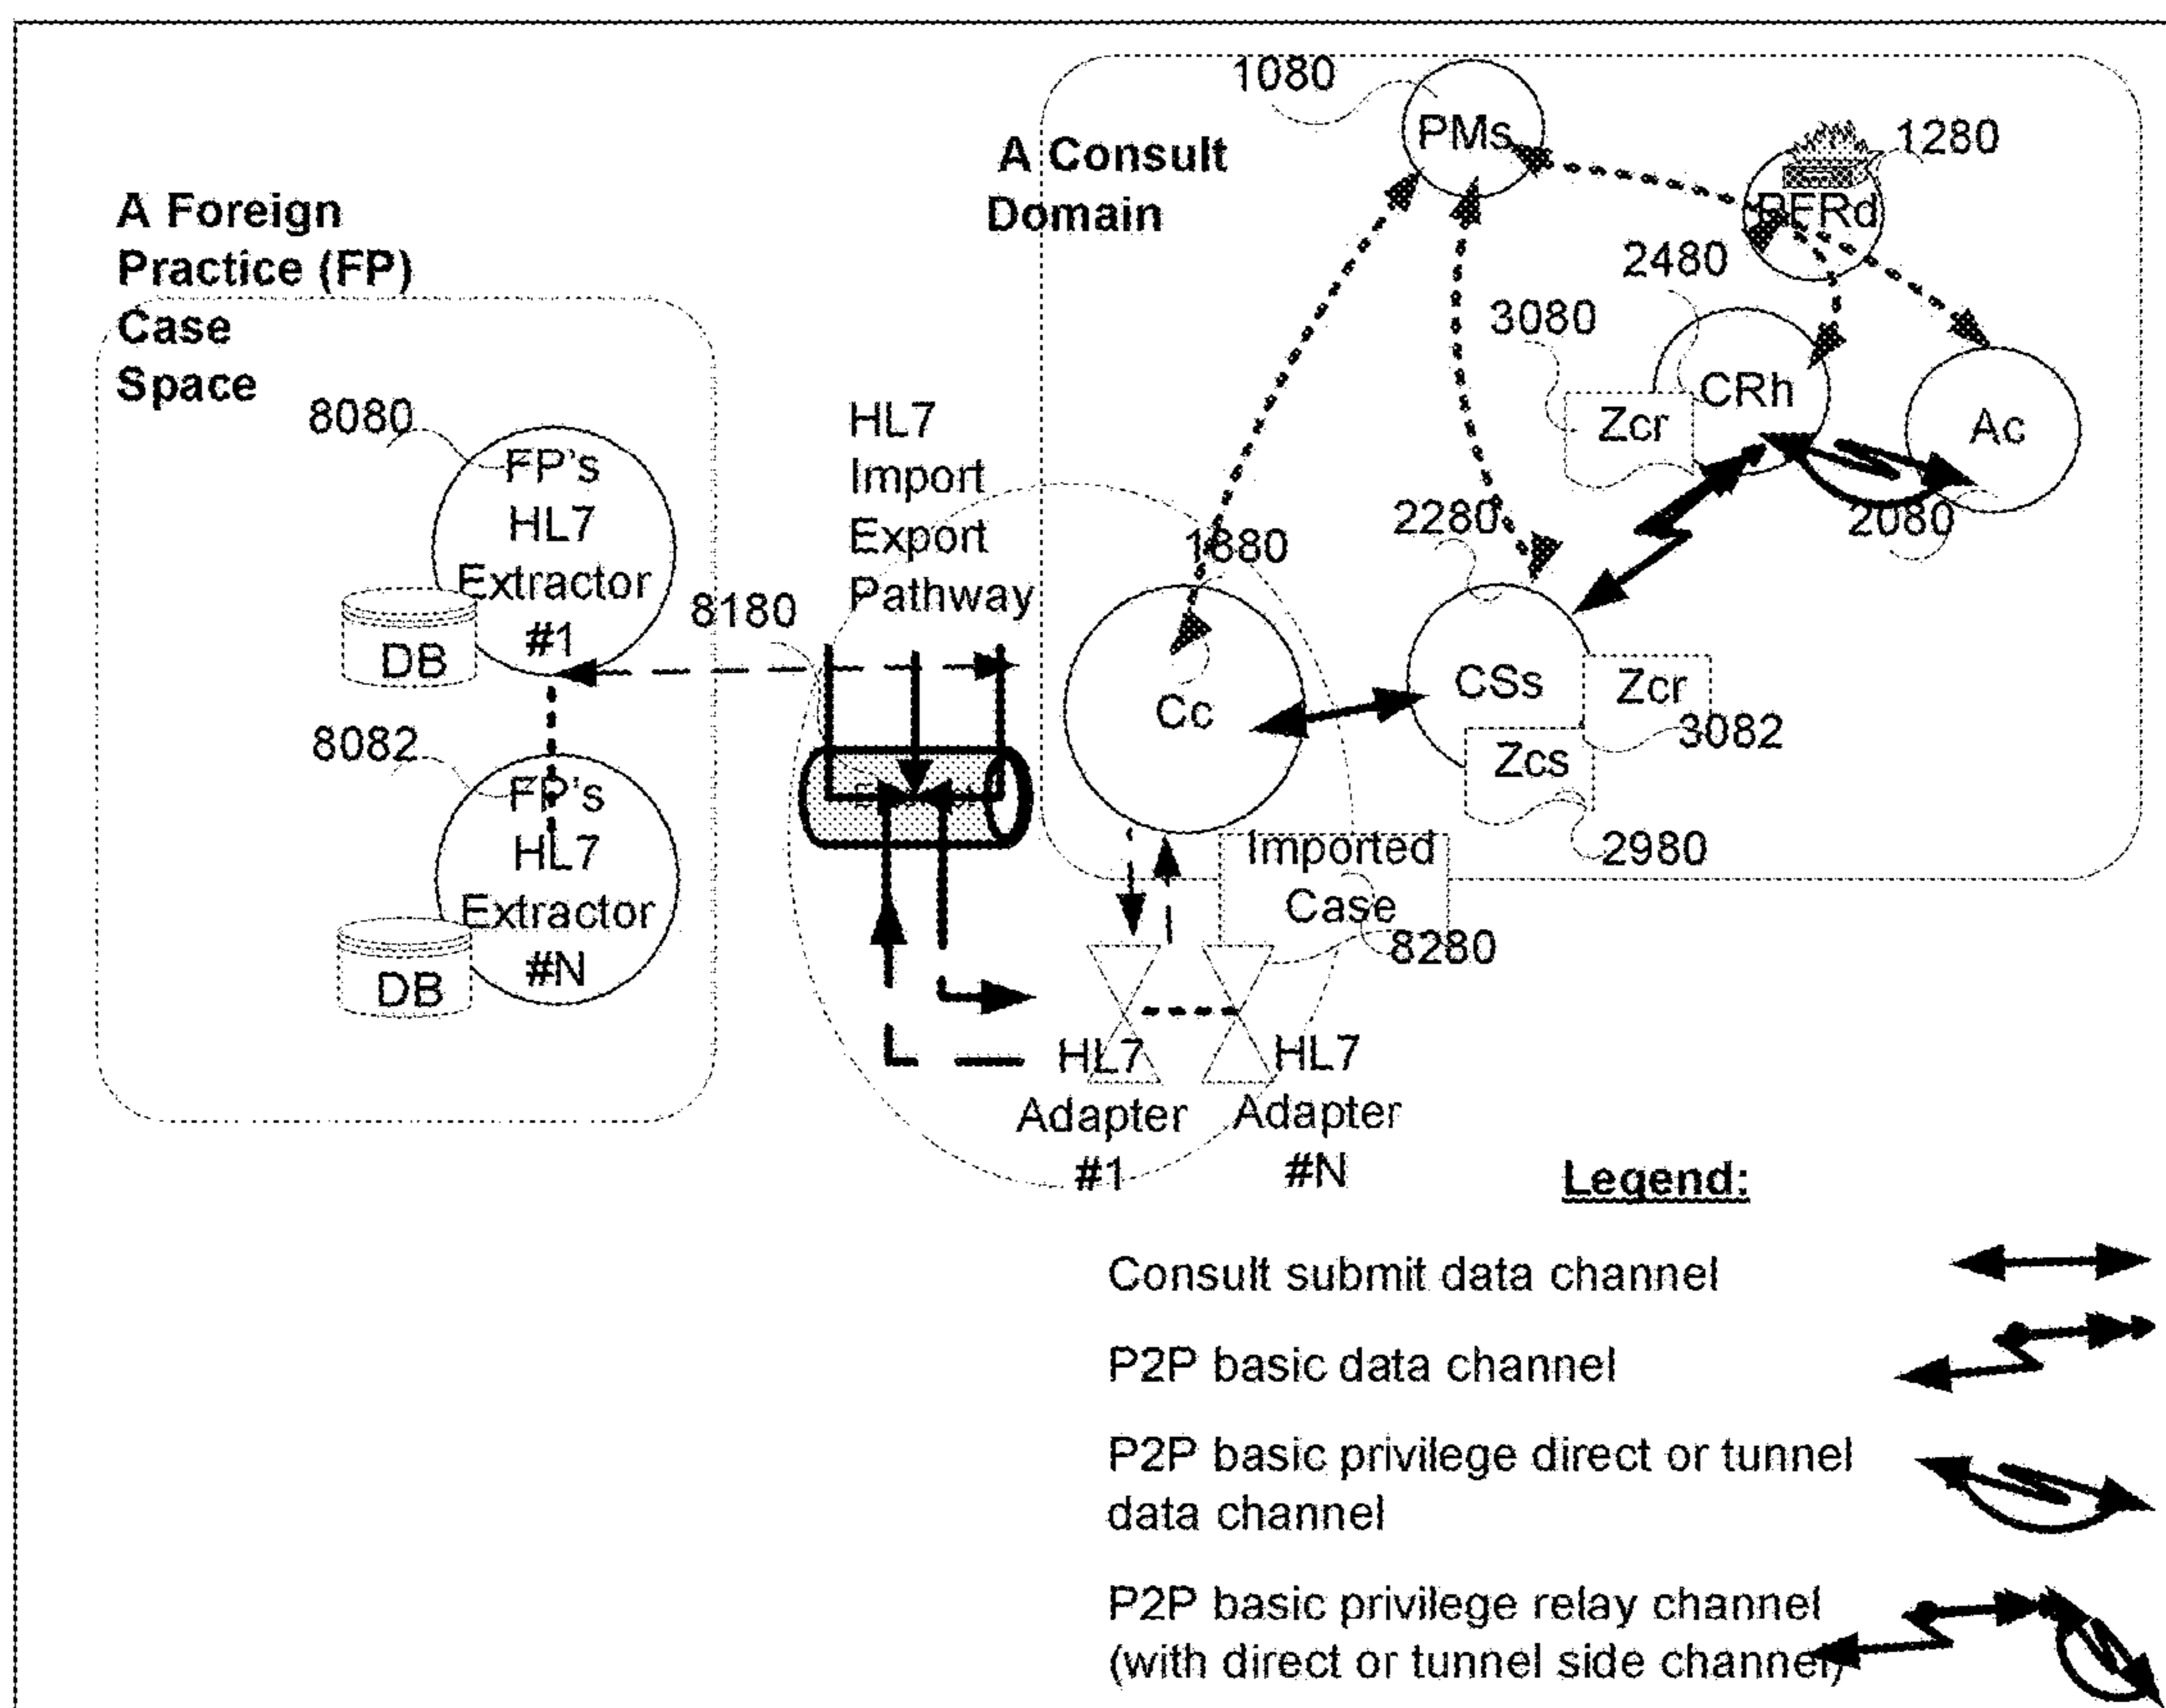 A Foreign
Practice (FP)
Case
Space
8080
FP's
HL7
Extractor
#1
DB
8082
FP's
HL7
Extractor
#N
DB
8180
HL7
Import
Export
Pathway
A Consult
Domain
1080
PMs
1280
PFRd
2480
3080
Zcr
CRh
Ac
2080
2280
1880
Cc
CSs
Zcr
3082
Zcs
2980
Imported
Case
8280
HL7
Adapter
#1
HL7
Adapter
#N
Legend:
Consult submit data channel
P2P basic data channel
P2P basic privilege direct or tunnel
data channel
P2P basic privilege relay channel
(with direct or tunnel side channel)